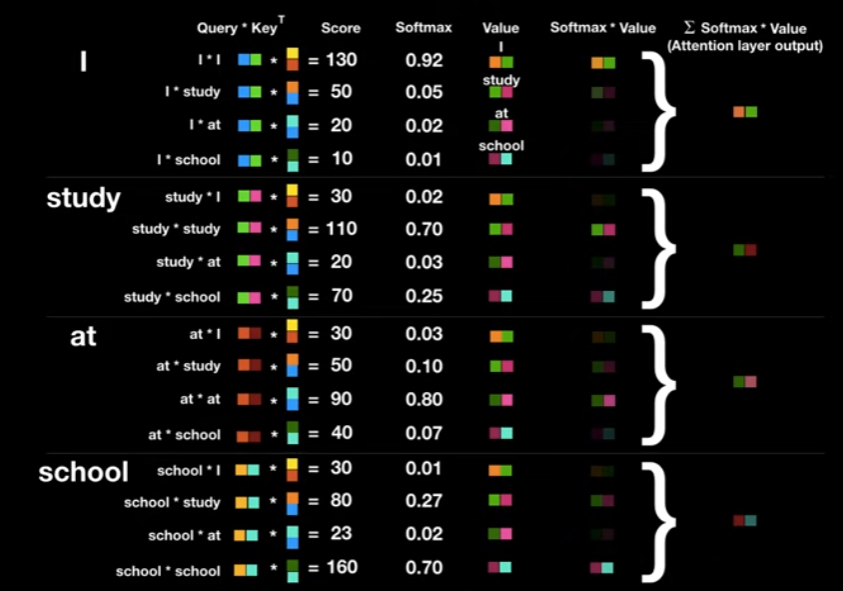 Query * Key^T Score Softmax Value Softmax * Value Σ Softmax * Value
(Attention layer output)
I
I
I * I * = 130 0.92
study
I * study * = 50 0.05
at
I * at * = 20 0.02
school
I * school * = 10 0.01
study
study * I * = 30 0.02
study * study * = 110 0.70
study * at * = 20 0.03
study * school * = 70 0.25
at
at * I * = 30 0.03
at * study * = 50 0.10
at * at * = 90 0.80
at * school * = 40 0.07
school
school * I * = 30 0.01
school * study * = 80 0.27
school * at * = 23 0.02
school * school * = 160 0.70